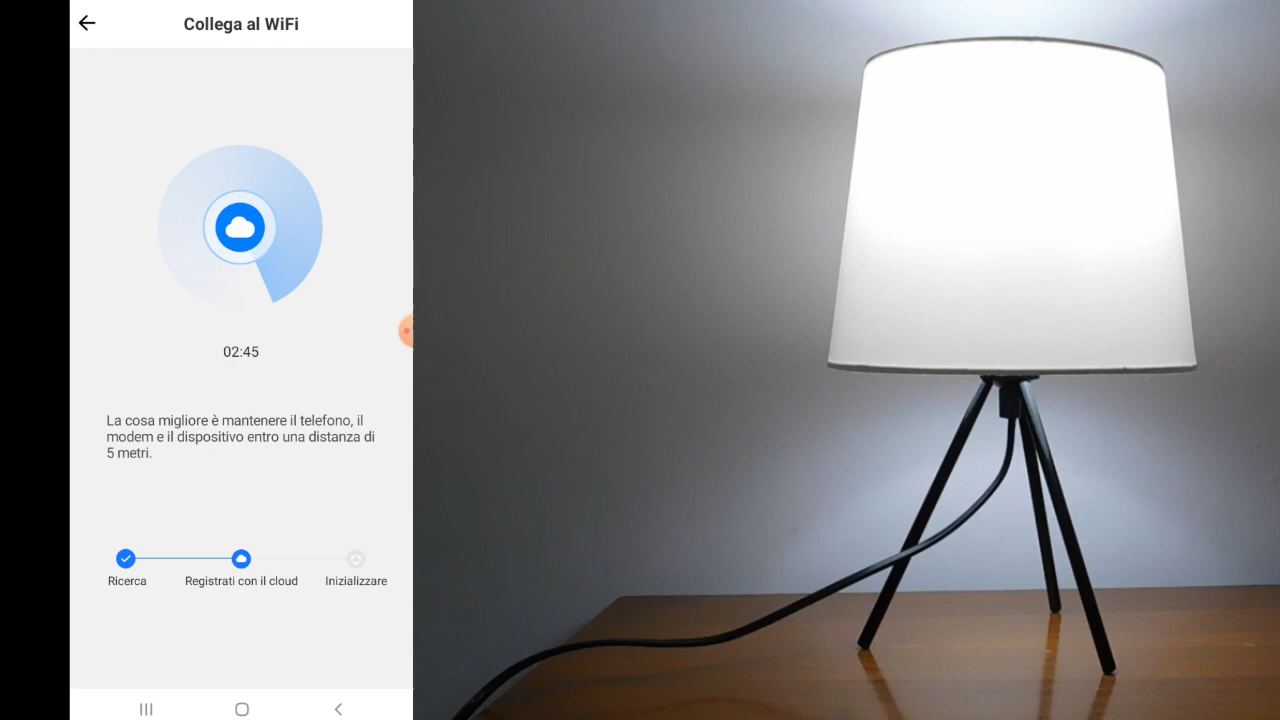 Collega al WiFi
02:45
La cosa migliore è mantenere il telefono, il
modem e il dispositivo entro una distanza di
5 metri.
Ricerca
Registrati con il cloud
Inizializzare